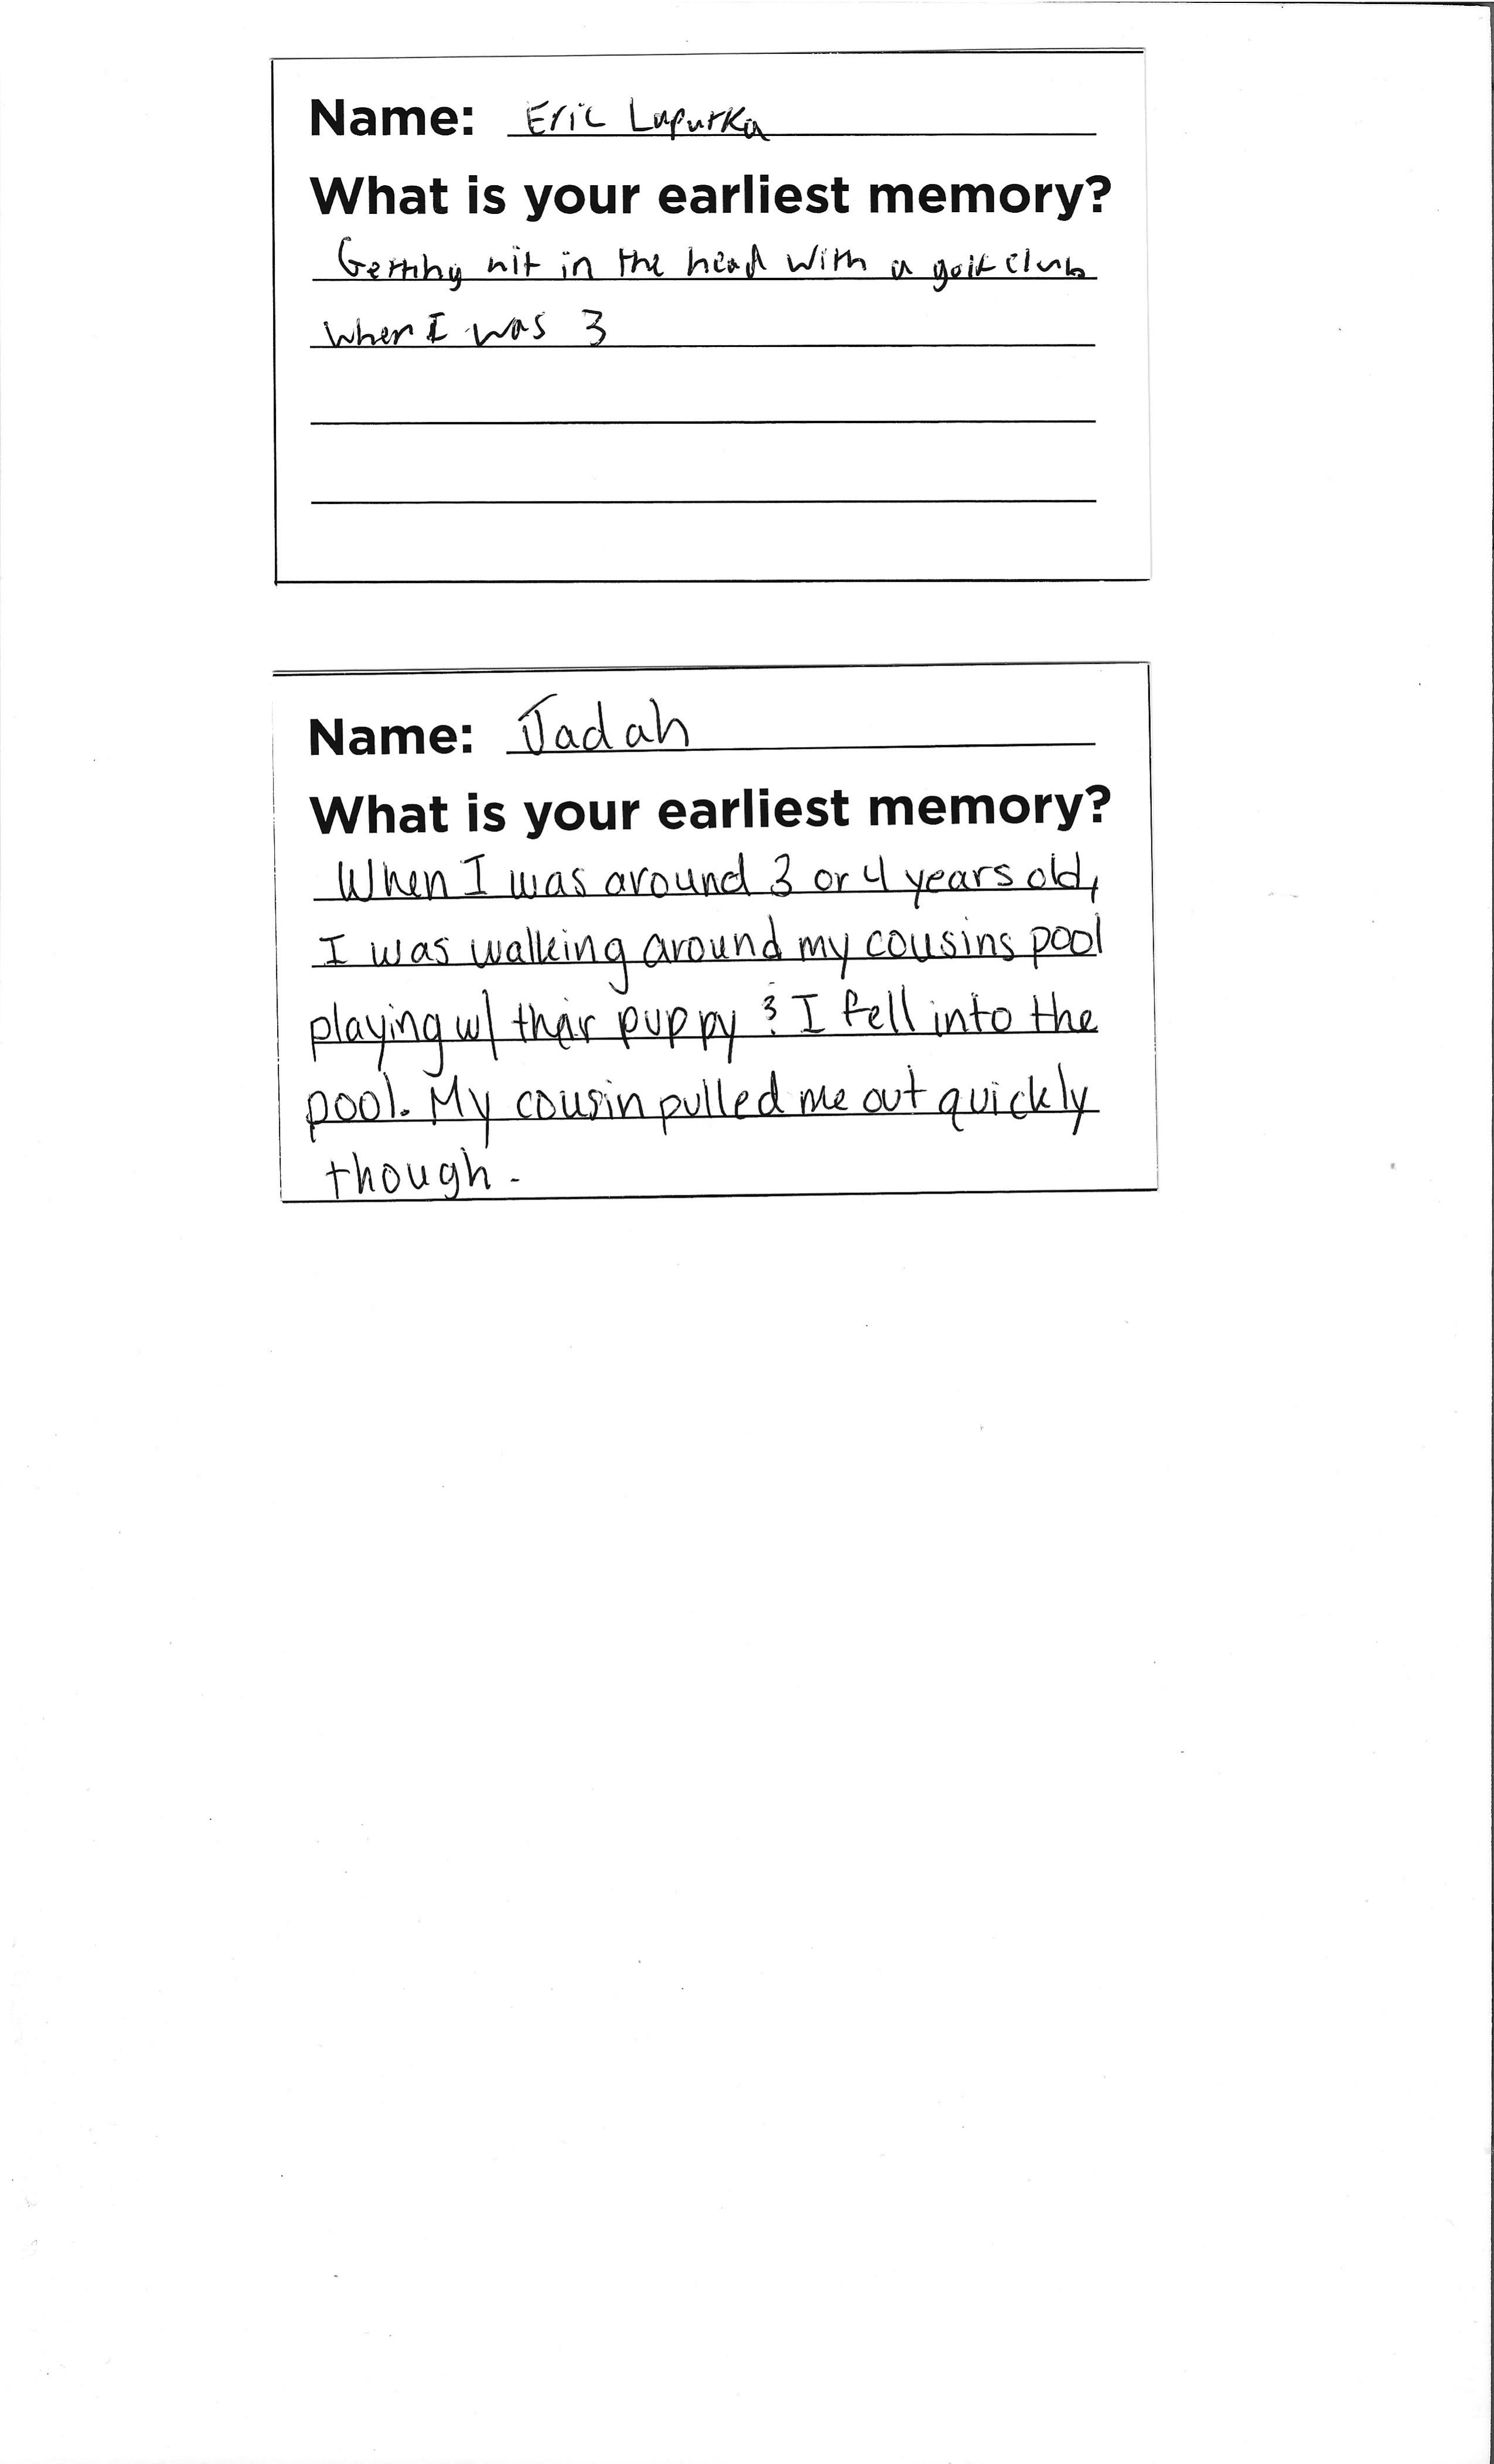 Name: Eric Lapurka
What is your earliest memory?
Getting hit in the head with a golf club
when I was 3
Name: Jadah
What is your earliest memory?
When I was around 3 or 4 years old,
I was walking around my cousins pool
playing w/ their puppy & I fell into the
pool. My cousin pulled me out quickly
though.